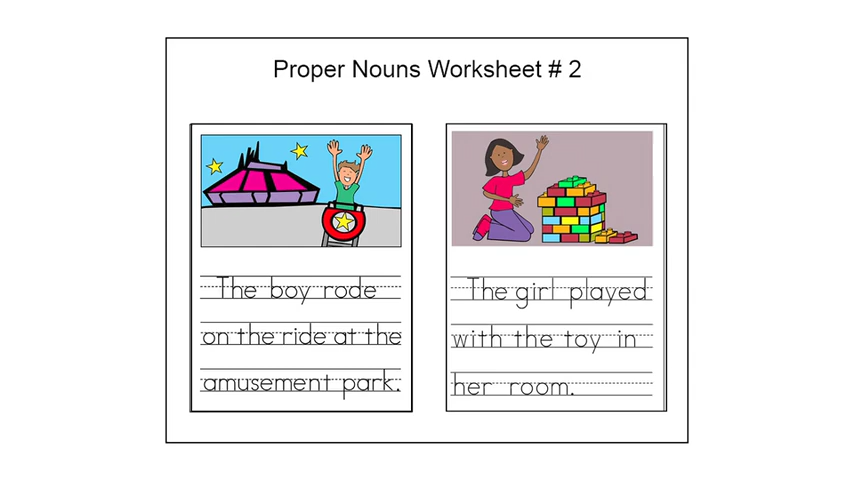 Proper Nouns Worksheet # 2
The boy rode
on the ride at the
amusement park.
The girl played
with the toy in
her room.